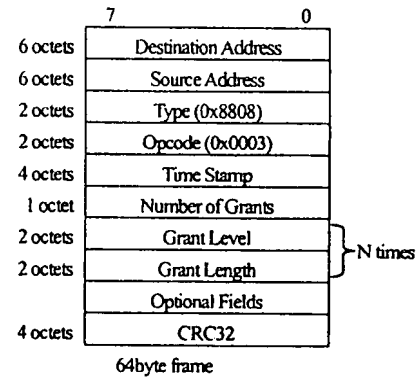 7 0
6 octets Destination Address
6 octets Source Address
2 octets Type (0x8808)
2 octets Opcode (0x0003)
4 octets Time Stamp
1 octet Number of Grants
2 octets Grant Level
2 octets Grant Length
N times
Optional Fields
4 octets CRC32
64byte frame